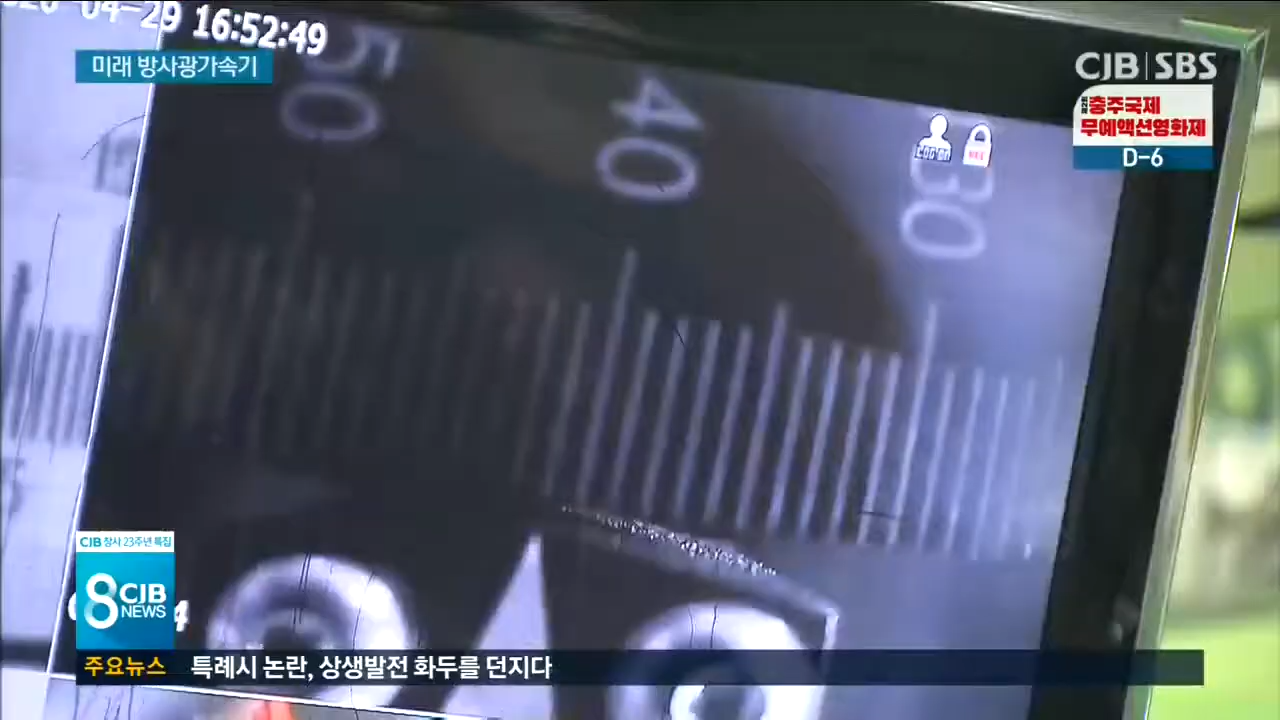 04-29 16:52:49
미래 방사광가속기
CJB SBS
충주국제
무예액션영화제
D-6
50
40
30
CJB 창사 23주년 특집
8 CJB
NEWS
주요뉴스 특례시 논란, 상생발전 화두를 던지다